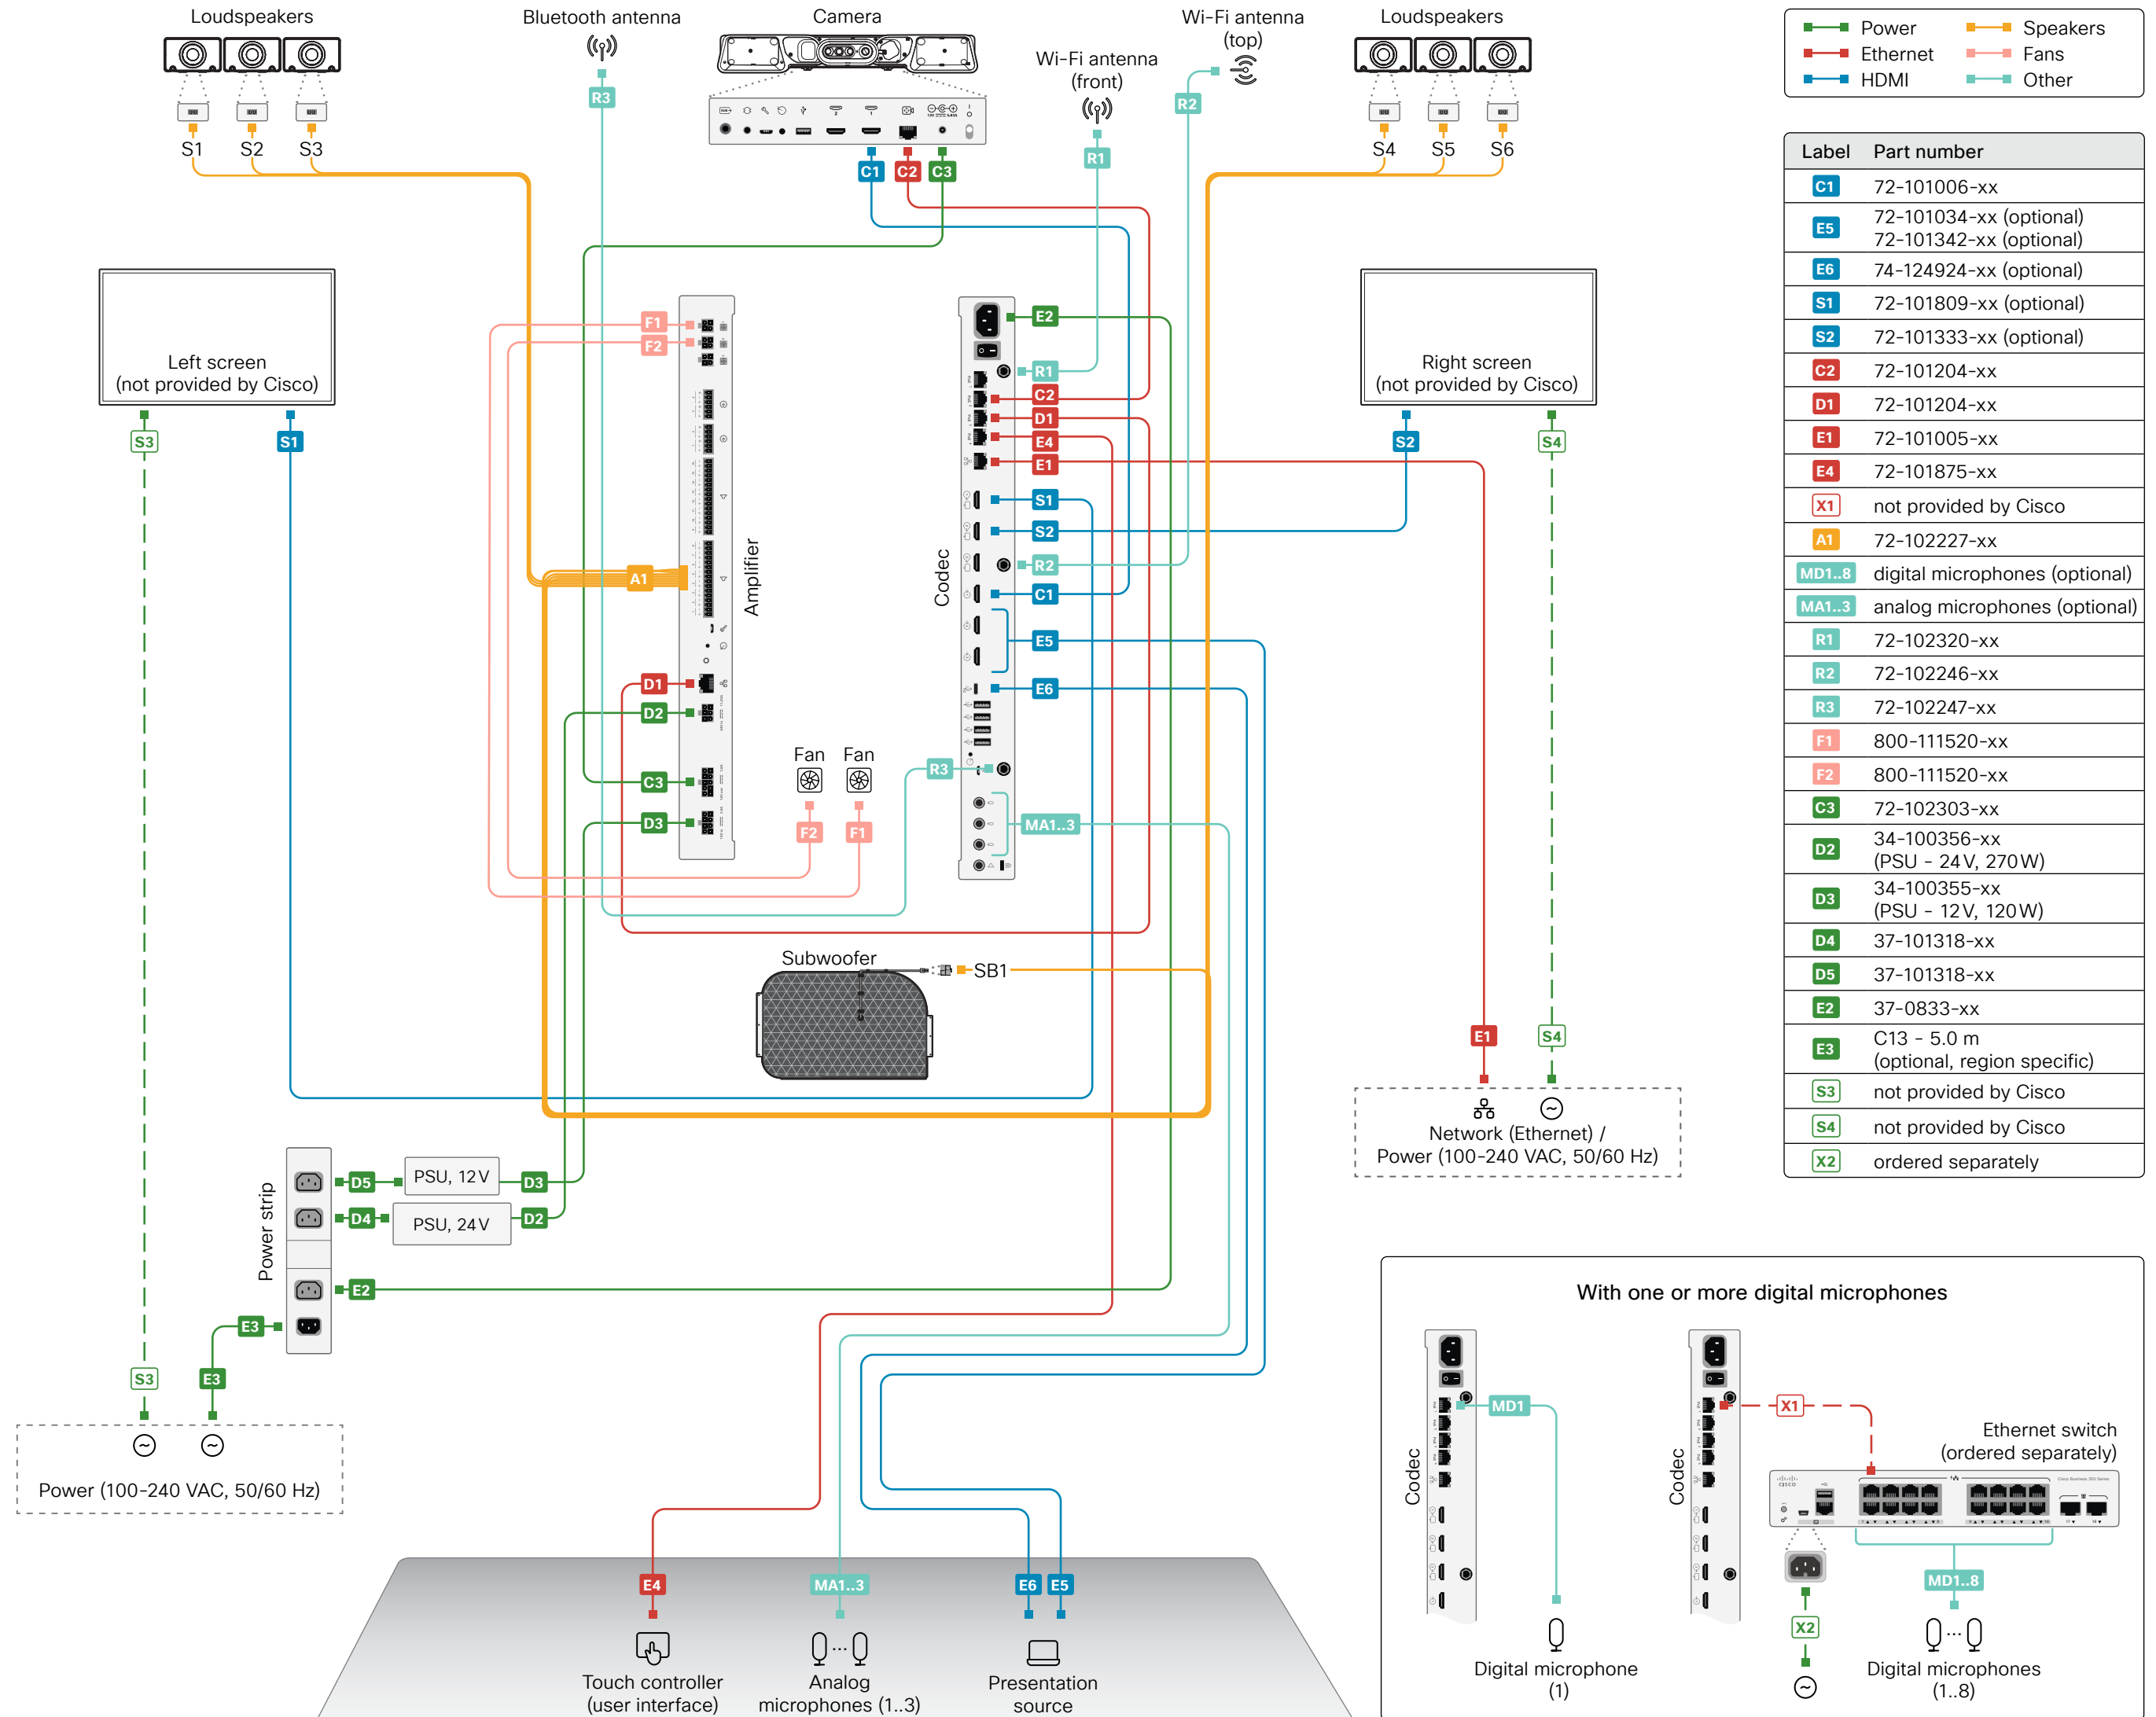 Loudspeakers
Bluetooth antenna
Camera
Wi-Fi antenna
(front)
Wi-Fi antenna
(top)
Loudspeakers
Power
Ethernet
HDMI
Speakers
Fans
Other
R3
R2
R1
S1 S2 S3
C1 C2 C3
S4 S5 S6
Left screen
(not provided by Cisco)
S3
S1
F1
F2
A1
Amplifier
D1
D2
C3
D3
Fan Fan
F2 F1
Codec
E2
R1
C2
D1
E4
E1
S1
S2
R2
C1
E5
E6
R3
MA1..3
Right screen
(not provided by Cisco)
S2
S4
Subwoofer
SB1
E1
S4
Network (Ethernet) /
Power (100-240 VAC, 50/60 Hz)
Power strip
D5 PSU, 12V D3
D4 PSU, 24V D2
E2
E3
S3
E3
Power (100-240 VAC, 50/60 Hz)
E4
MA1..3
E6 E5
Touch controller
(user interface)
Analog
microphones (1..3)
Presentation
source
Label Part number
C1 72-101006-xx
E5 72-101034-xx (optional)
72-101342-xx (optional)
E6 74-124924-xx (optional)
S1 72-101809-xx (optional)
S2 72-101333-xx (optional)
C2 72-101204-xx
D1 72-101204-xx
E1 72-101005-xx
E4 72-101875-xx
X1 not provided by Cisco
A1 72-102227-xx
MD1..8 digital microphones (optional)
MA1..3 analog microphones (optional)
R1 72-102320-xx
R2 72-102246-xx
R3 72-102247-xx
F1 800-111520-xx
F2 800-111520-xx
C3 72-102303-xx
D2 34-100356-xx
(PSU - 24V, 270W)
D3 34-100355-xx
(PSU - 12V, 120W)
D4 37-101318-xx
D5 37-101318-xx
E2 37-0833-xx
E3 C13 - 5.0 m
(optional, region specific)
S3 not provided by Cisco
S4 not provided by Cisco
X2 ordered separately
With one or more digital microphones
Codec
MD1
Digital microphone
(1)
Codec
X1
Ethernet switch
(ordered separately)
CISCO
Cisco Business 350 Series
MD1..8
X2
Digital microphones
(1..8)